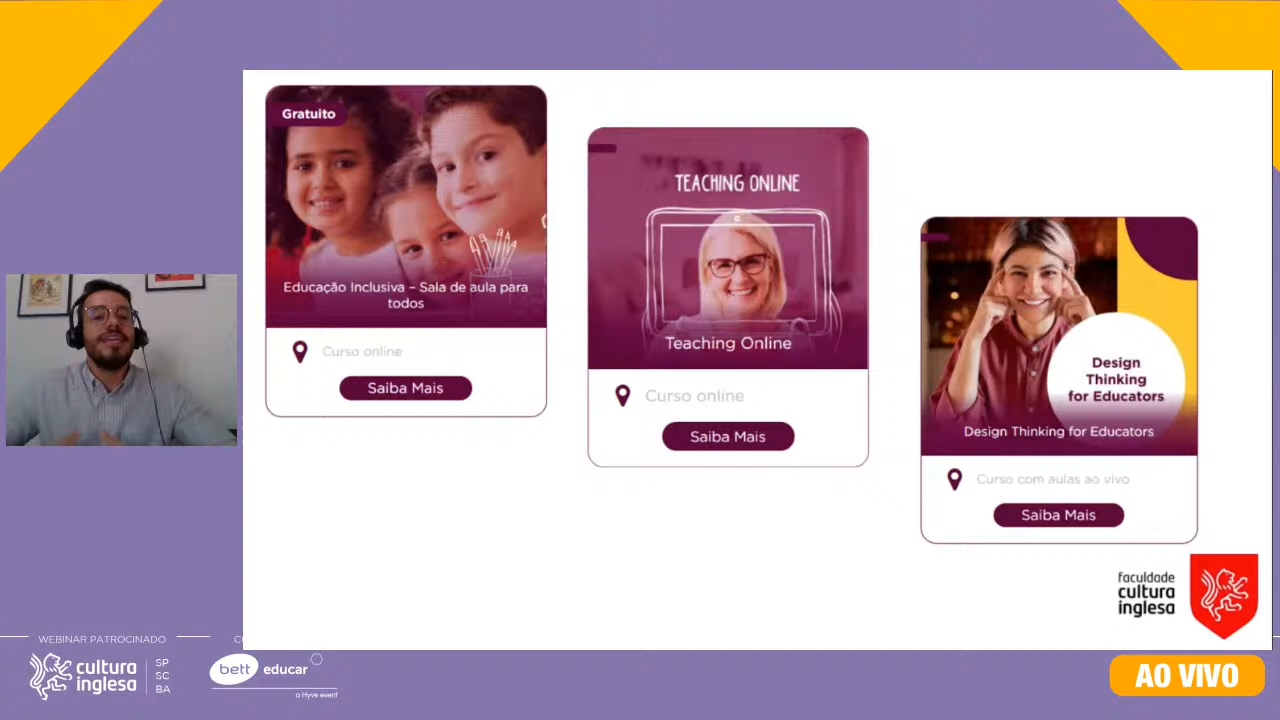 Gratuito
Educação Inclusiva – Sala de aula para
todos
Curso online
Saiba Mais
TEACHING ONLINE
Teaching Online
Curso online
Saiba Mais
Design
Thinking
for Educators
Design Thinking for Educators
Curso com aulas ao vivo
Saiba Mais
faculdade
cultura
inglesa
WEBINAR PATROCINADO
cultura
inglesa
SP
SC
BA
bett educar
a Hyve event
AO VIVO